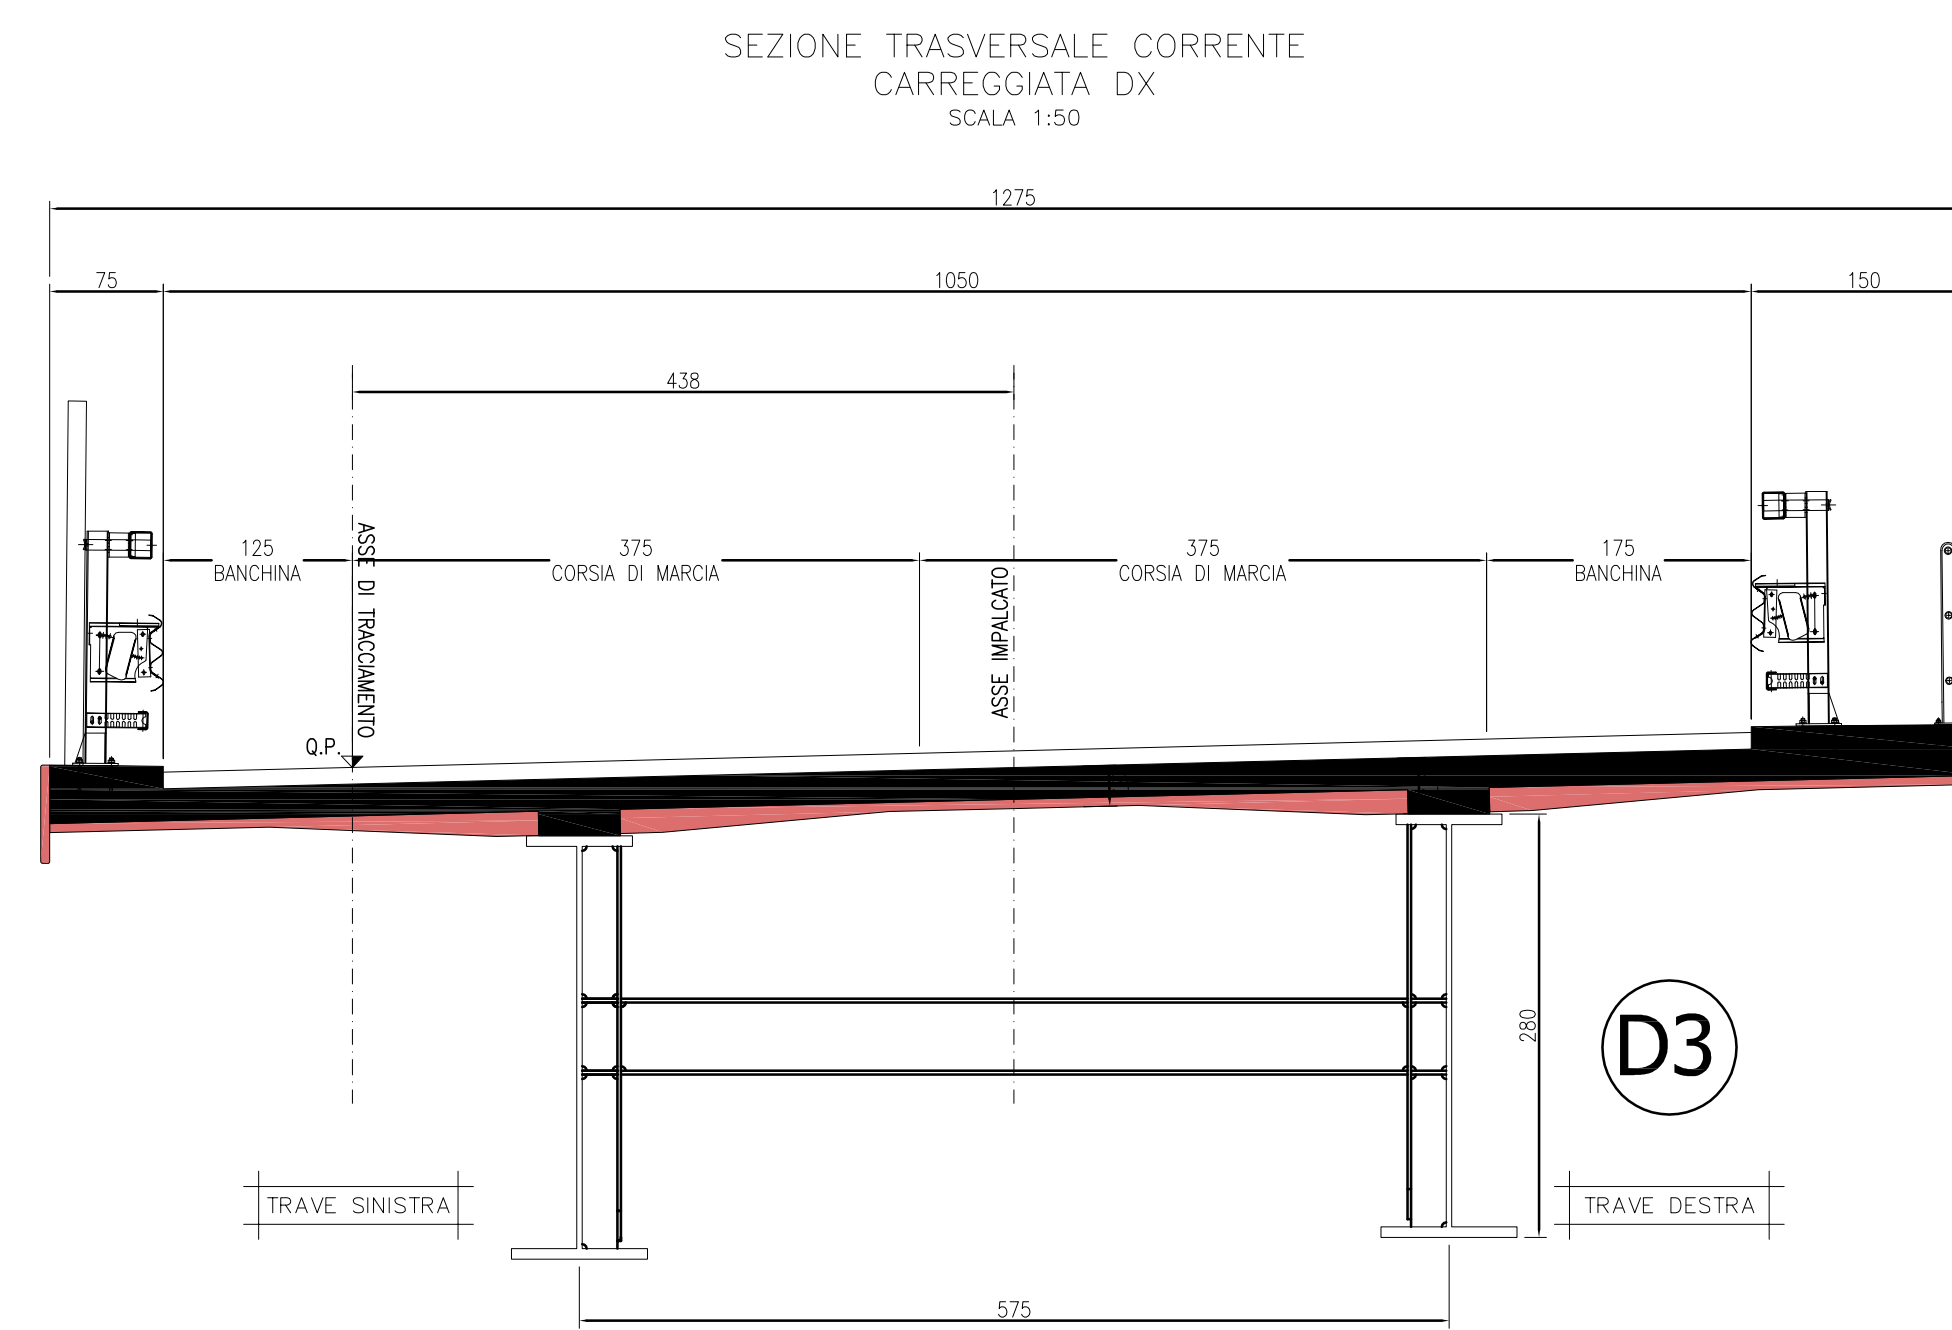 SEZIONE TRASVERSALE CORRENTE
CARREGGIATA DX
SCALA 1:50
1275
75
1050
150
438
125
BANCHINA
375
CORSIA DI MARCIA
375
CORSIA DI MARCIA
175
BANCHINA
ASSE DI TRACCIAMENTO
ASSE IMPALCATO
Q.P.
280
D3
TRAVE SINISTRA
TRAVE DESTRA
575